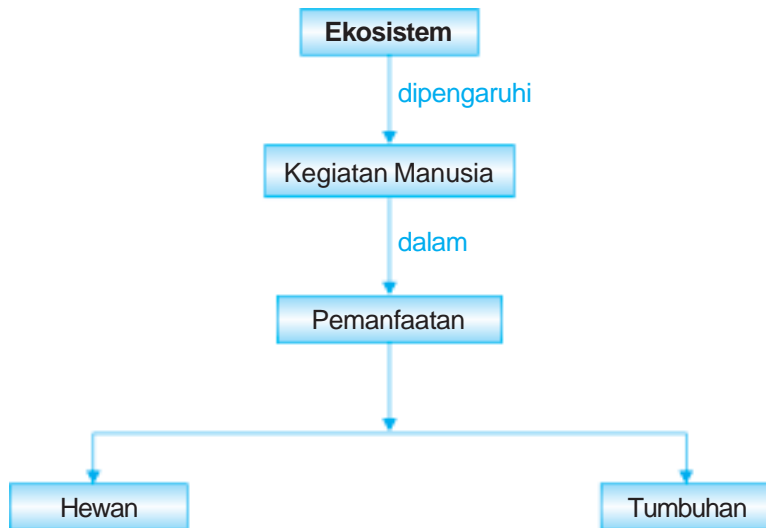 Ekosistem
dipengaruhi
Kegiatan Manusia
dalam
Pemanfaatan
Hewan
Tumbuhan